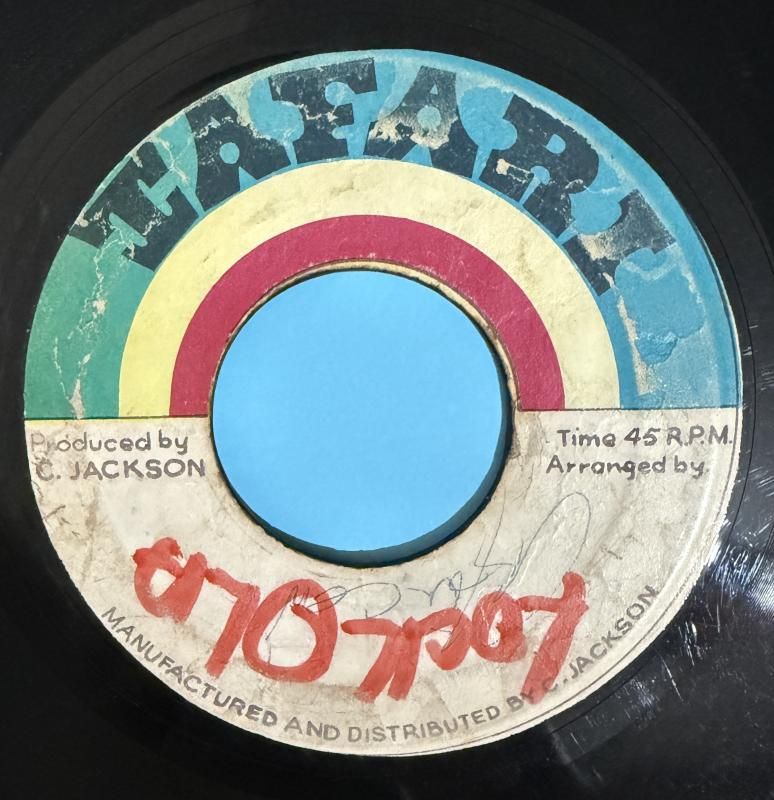 TAFARI
Produced by
C. JACKSON
Time 45 R.P.M.
Arranged by
MANUFACTURED AND DISTRIBUTED BY C. JACKSON